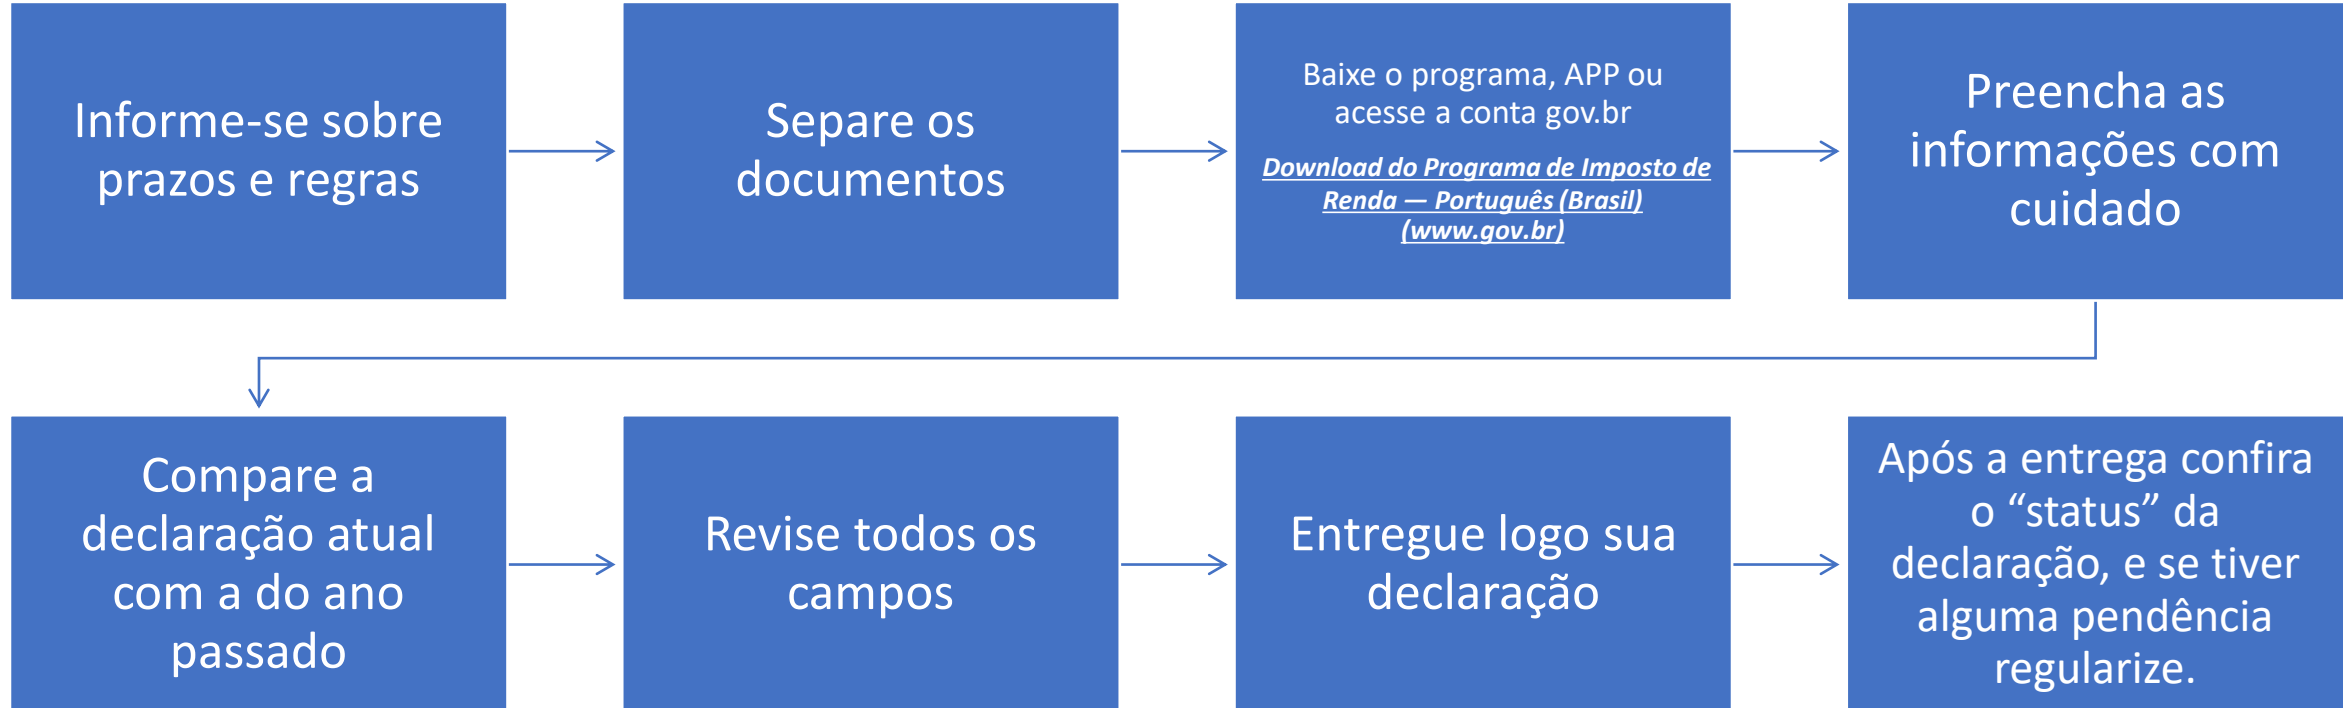 Informe-se sobre
prazos e regras
Separe os
documentos
Baixe o programa, APP ou
acesse a conta gov.br
Download do Programa de Imposto de
Renda — Português (Brasil)
(www.gov.br)
Preencha as
informações com
cuidado
Compare a
declaração atual
com a do ano
passado
Revise todos os
campos
Entregue logo sua
declaração
Após a entrega confira
o “status” da
declaração, e se tiver
alguma pendência
regularize.